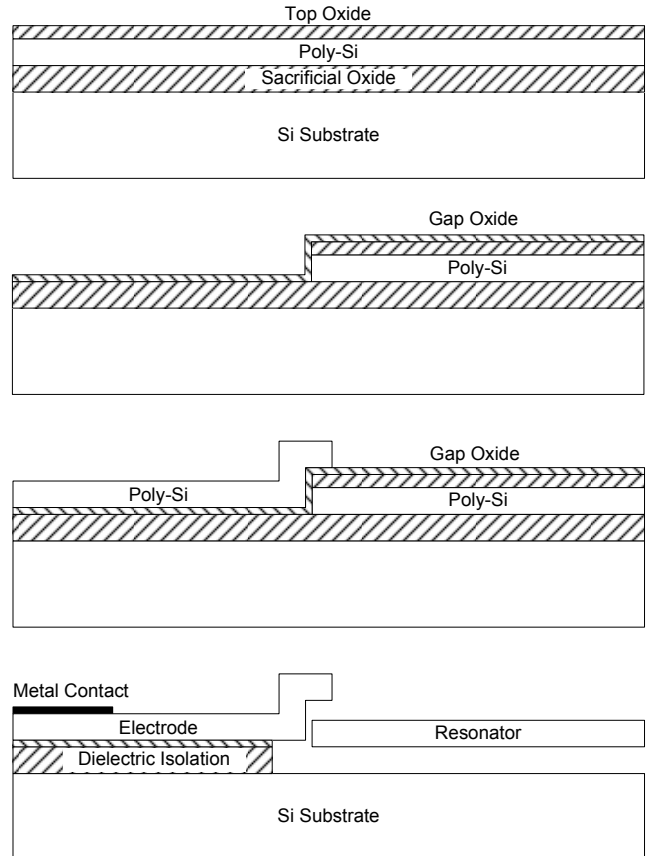 Top Oxide
Poly-Si
Sacrificial Oxide
Si Substrate
Gap Oxide
Poly-Si
Gap Oxide
Poly-Si
Poly-Si
Metal Contact
Electrode
Resonator
Dielectric Isolation
Si Substrate